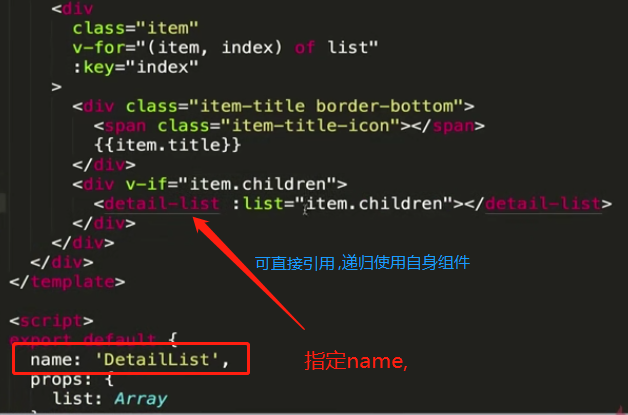 <div
class="item"
v-for="(item, index) of list"
:key="index"
>
<div class="item-title border-bottom">
<span class="item-title-icon"></span>
{{item.title}}
</div>
<div v-if="item.children">
<detail-list :list="item.children"></detail-list>
</div>
</div>
可直接引用 ,递归使用自身组件
</div>
</template>
<script>
export default {
name: 'DetailList',
指定name,
props: {
list: Array